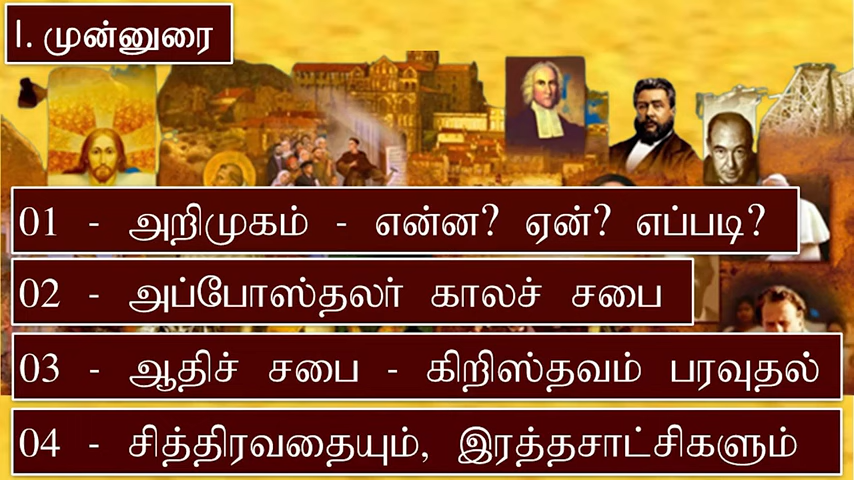 I. முன்னுரை
01 - அறிமுகம் - என்ன? ஏன்? எப்படி?
02 - அப்போஸ்தலர் காலச் சபை
03 - ஆதிச் சபை - கிறிஸ்தவம் பரவுதல்
04 - சித்திரவதையும், இரத்தசாட்சிகளும்